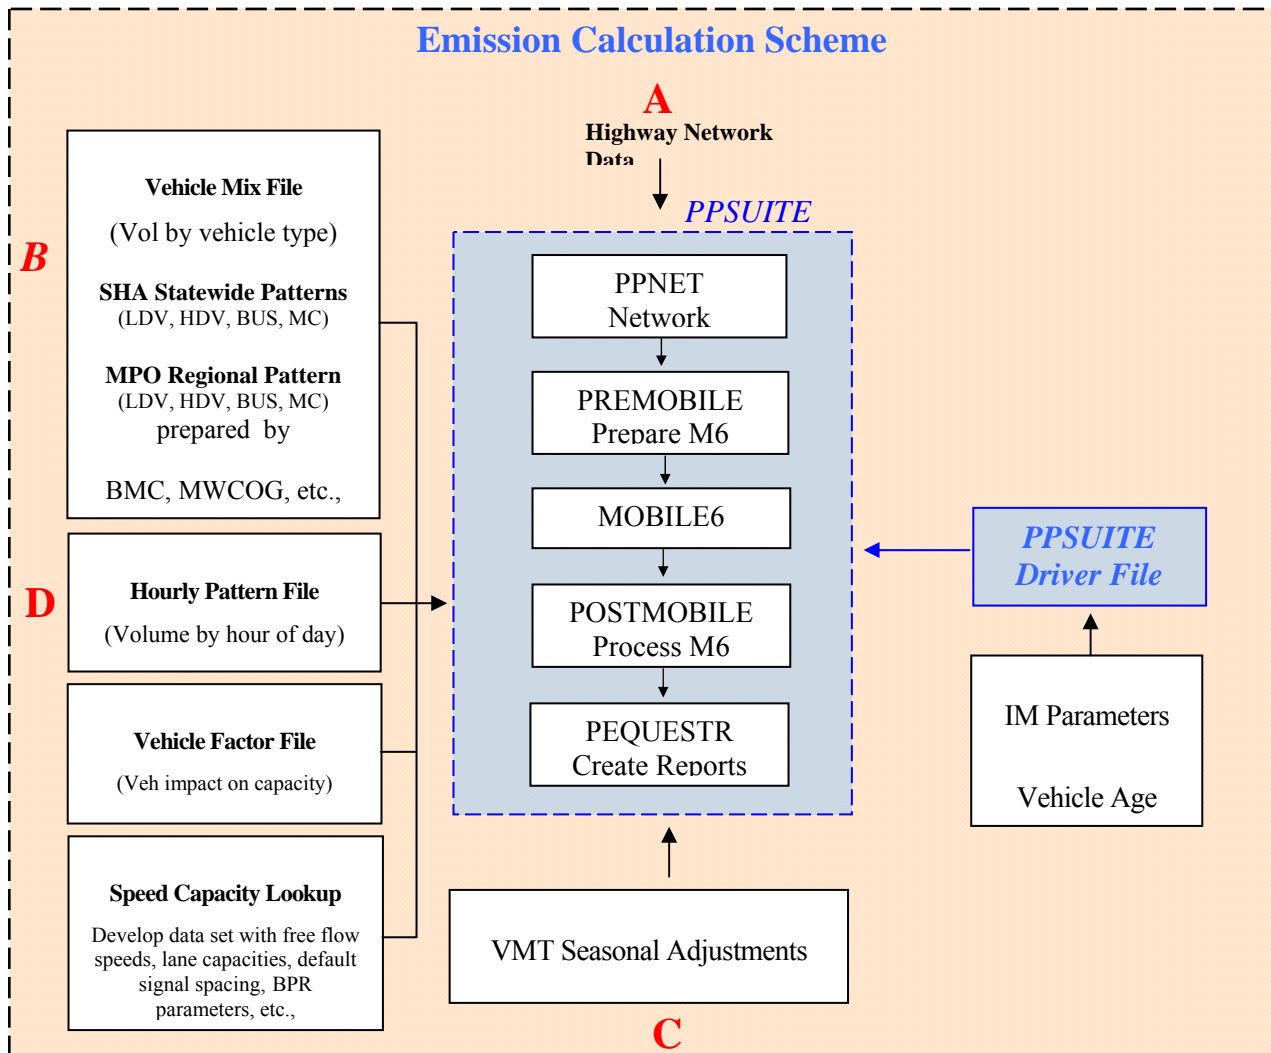 Emission Calculation Scheme
A
Highway Network
Data
PPSUITE
B
Vehicle Mix File
(Vol by vehicle type)
SHA Statewide Patterns
(LDV, HDV, BUS, MC)
MPO Regional Pattern
(LDV, HDV, BUS, MC)
prepared by
BMC, MWCOG, etc.,
D
Hourly Pattern File
(Volume by hour of day)
Vehicle Factor File
(Veh impact on capacity)
Speed Capacity Lookup
Develop data set with free flow
speeds, lane capacities, default
signal spacing, BPR
parameters, etc.,
PPNET
Network
PREMOBILE
Prepare M6
MOBILE6
POSTMOBILE
Process M6
PEQUESTR
Create Reports
VMT Seasonal Adjustments
C
PPSUITE
Driver File
IM Parameters
Vehicle Age